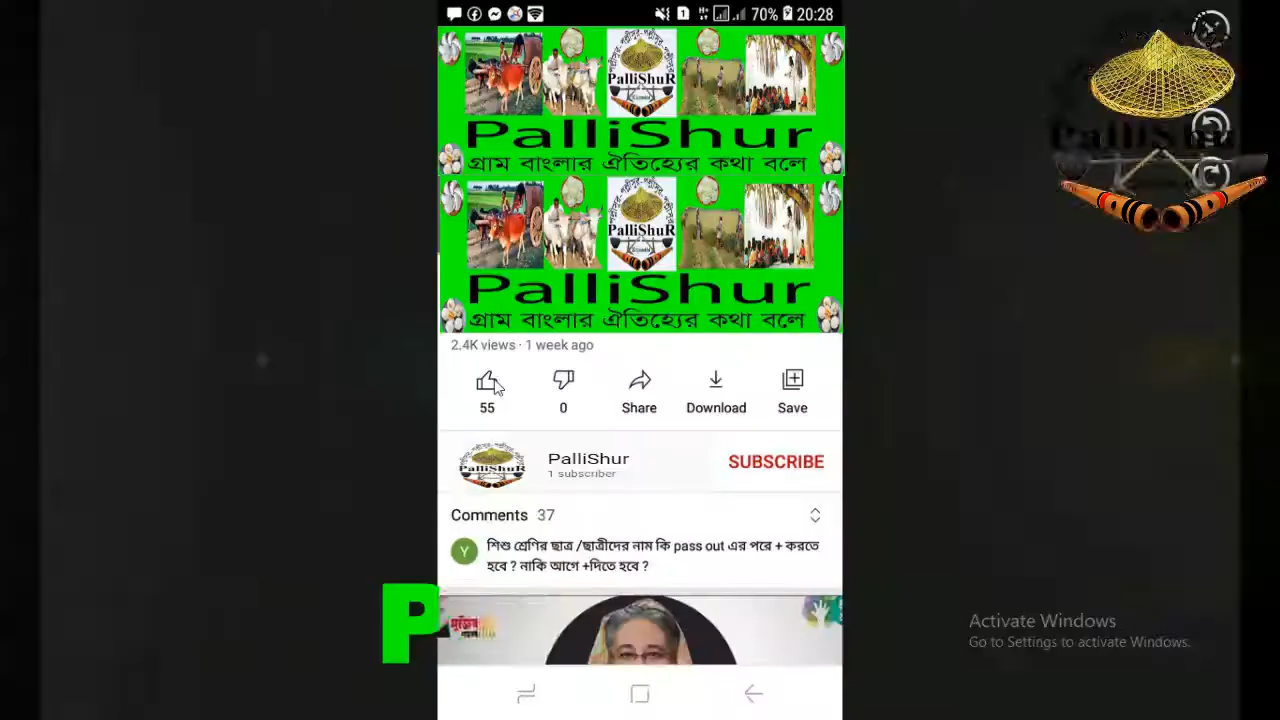 70% 20:28
PalliShuR
PalliShur
গ্রাম বাংলার ঐতিহ্যের কথা বলে
PalliShuR
PalliShur
গ্রাম বাংলার ঐতিহ্যের কথা বলে
2.4K views · 1 week ago
55 0 Share Download Save
PalliShuR
PalliShur
1 subscriber
SUBSCRIBE
Comments 37
Y
শিশু শ্রেণির ছাত্র /ছাত্রীদের নাম কি pass out এর পরে + করতে
হবে ? নাকি আগে +দিতে হবে ?
P
PalliShur
Activate Windows
Go to Settings to activate Windows.